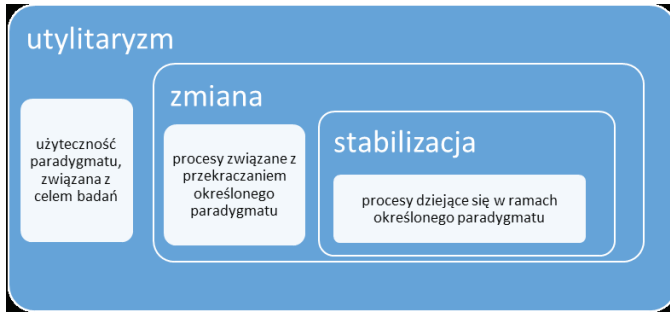 utylitaryzm
użyteczność
paradygmatu,
związana z
celem badań
zmiana
procesy związane z
przekraczaniem
określonego
paradygmatu
stabilizacja
procesy dziejące się w ramach
określonego paradygmatu